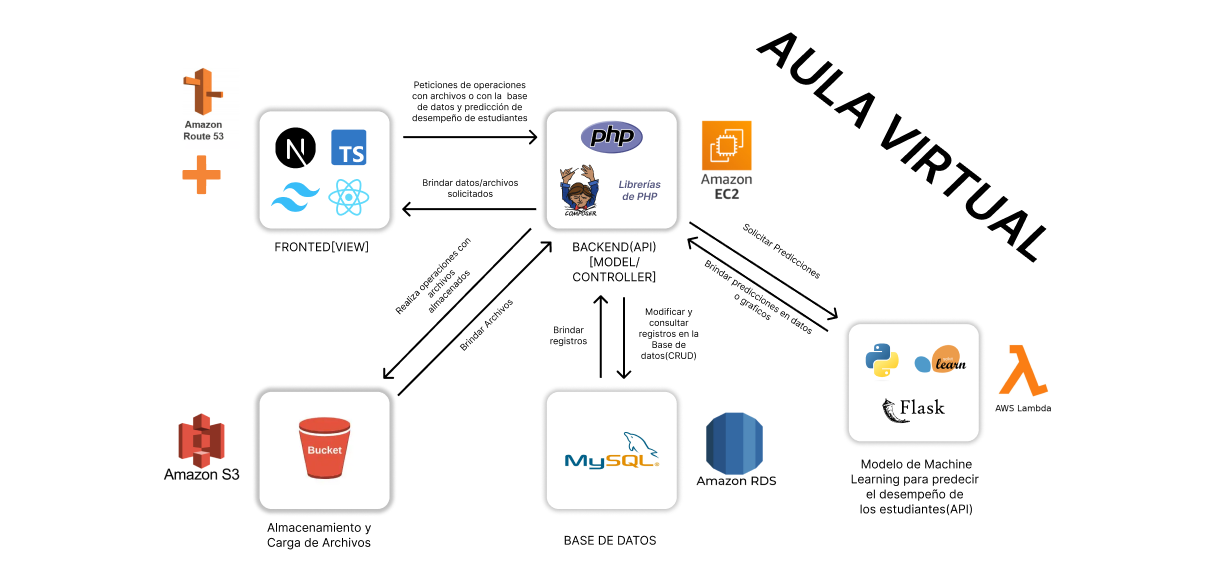 AULA VIRTUAL
Amazon
Route 53
Peticiones de operaciones
con archivos o con la base
de datos y predicción de
desempeño de estudiantes
N
TS
Brindar datos/archivos
solicitados
FRONTED[VIEW]
php
COMPOSER
Librerías
de PHP
Amazon
EC2
BACKEND(API)
[MODEL/
CONTROLLER]
Solicitar Predicciones
Brindar predicciones en datos
o graficos
Realiza operaciones con
archivos
almacenados
Brindar Archivos
Brindar
registros
Modificar y
consultar
registros en la
Base de
datos(CRUD)
learn
Flask
AWS Lambda
Modelo de Machine
Learning para predecir
el desempeño de
los estudiantes(API)
Amazon S3
Bucket
Almacenamiento y
Carga de Archivos
MySQL
Amazon RDS
BASE DE DATOS